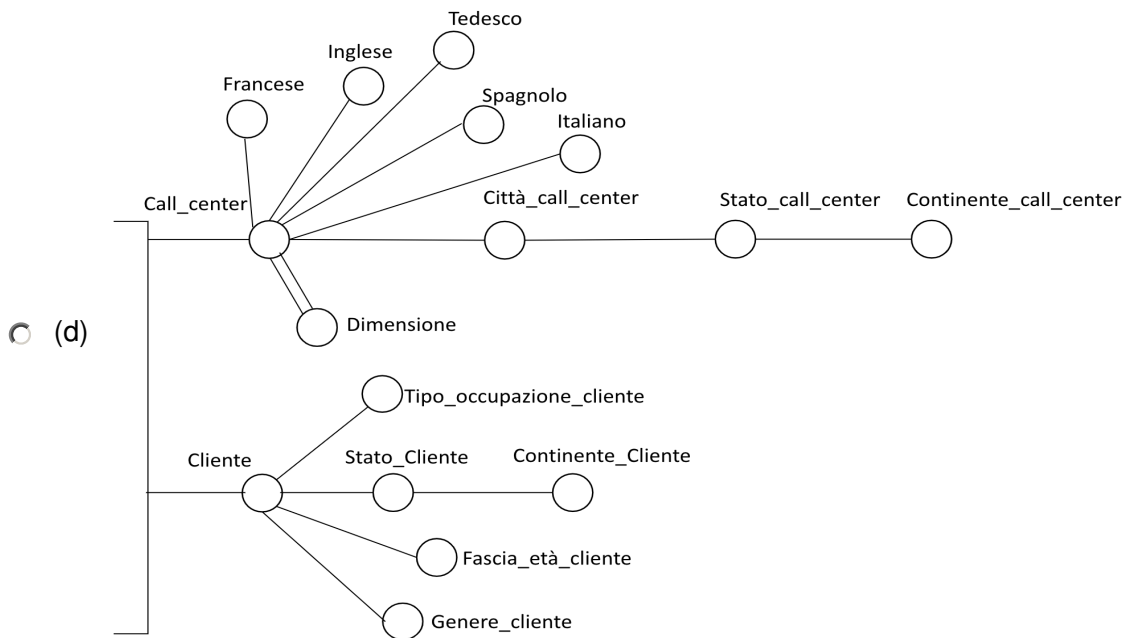 Tedesco
Inglese
Francese
Spagnolo
Italiano
Call_center
Città_call_center
Stato_call_center
Continente_call_center
(d)
Dimensione
Tipo_occupazione_cliente
Cliente
Stato_Cliente
Continente_Cliente
Fascia_età_cliente
Genere_cliente